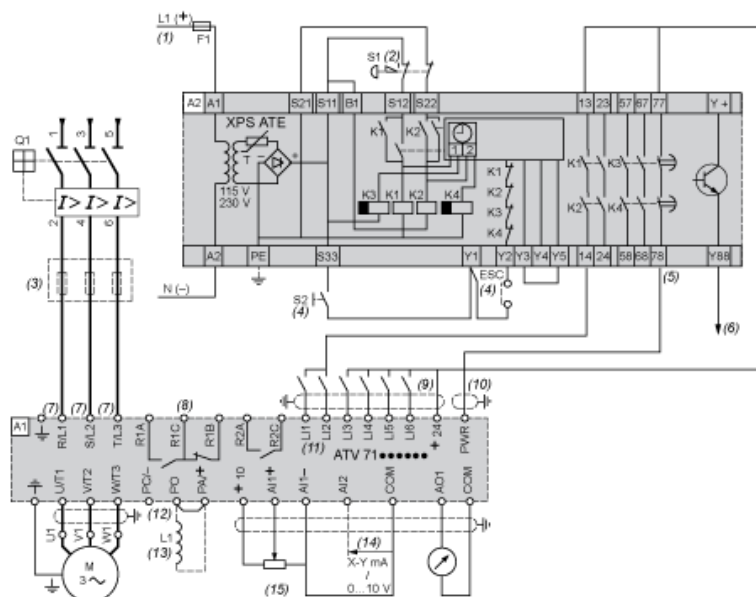 L1 (+)
(1)
F1
S1 (2)
A2 A1 S21 S11 B1 S12 S22 13 23 57 67 77 Y +
Q1
1 3 5
XPS ATE
T
+
115 V
230 V
K1 K2
1 2
K3 K1 K2 K4
K1
K2
K3
K4
K1 K3
K2 K4
I> I> I>
2 4 6
A2 PE S33 Y1 Y2 Y3 Y4 Y5 14 24 58 68 78 Y88
(3)
N (–)
S2
(4)
ESC
(4)
(5)
(6)
(7) (7) (7) (8) (9) (10)
A1
R/L1 S/L2 T/L3 R1A R1C R1B R2A R2C LI1 LI2 LI3 LI4 LI5 LI6 + 24 PWR
(11)
ATV 71•••••••
U/T1 V/T2 W/T3 PC/– PO PA/+ + 10 AI1+ AI1– AI2 COM AO1 COM
(12)
U1 V1 W1
L1
(13)
M
3 ~
(14)
X-Y mA
/
0...10 V
(15)